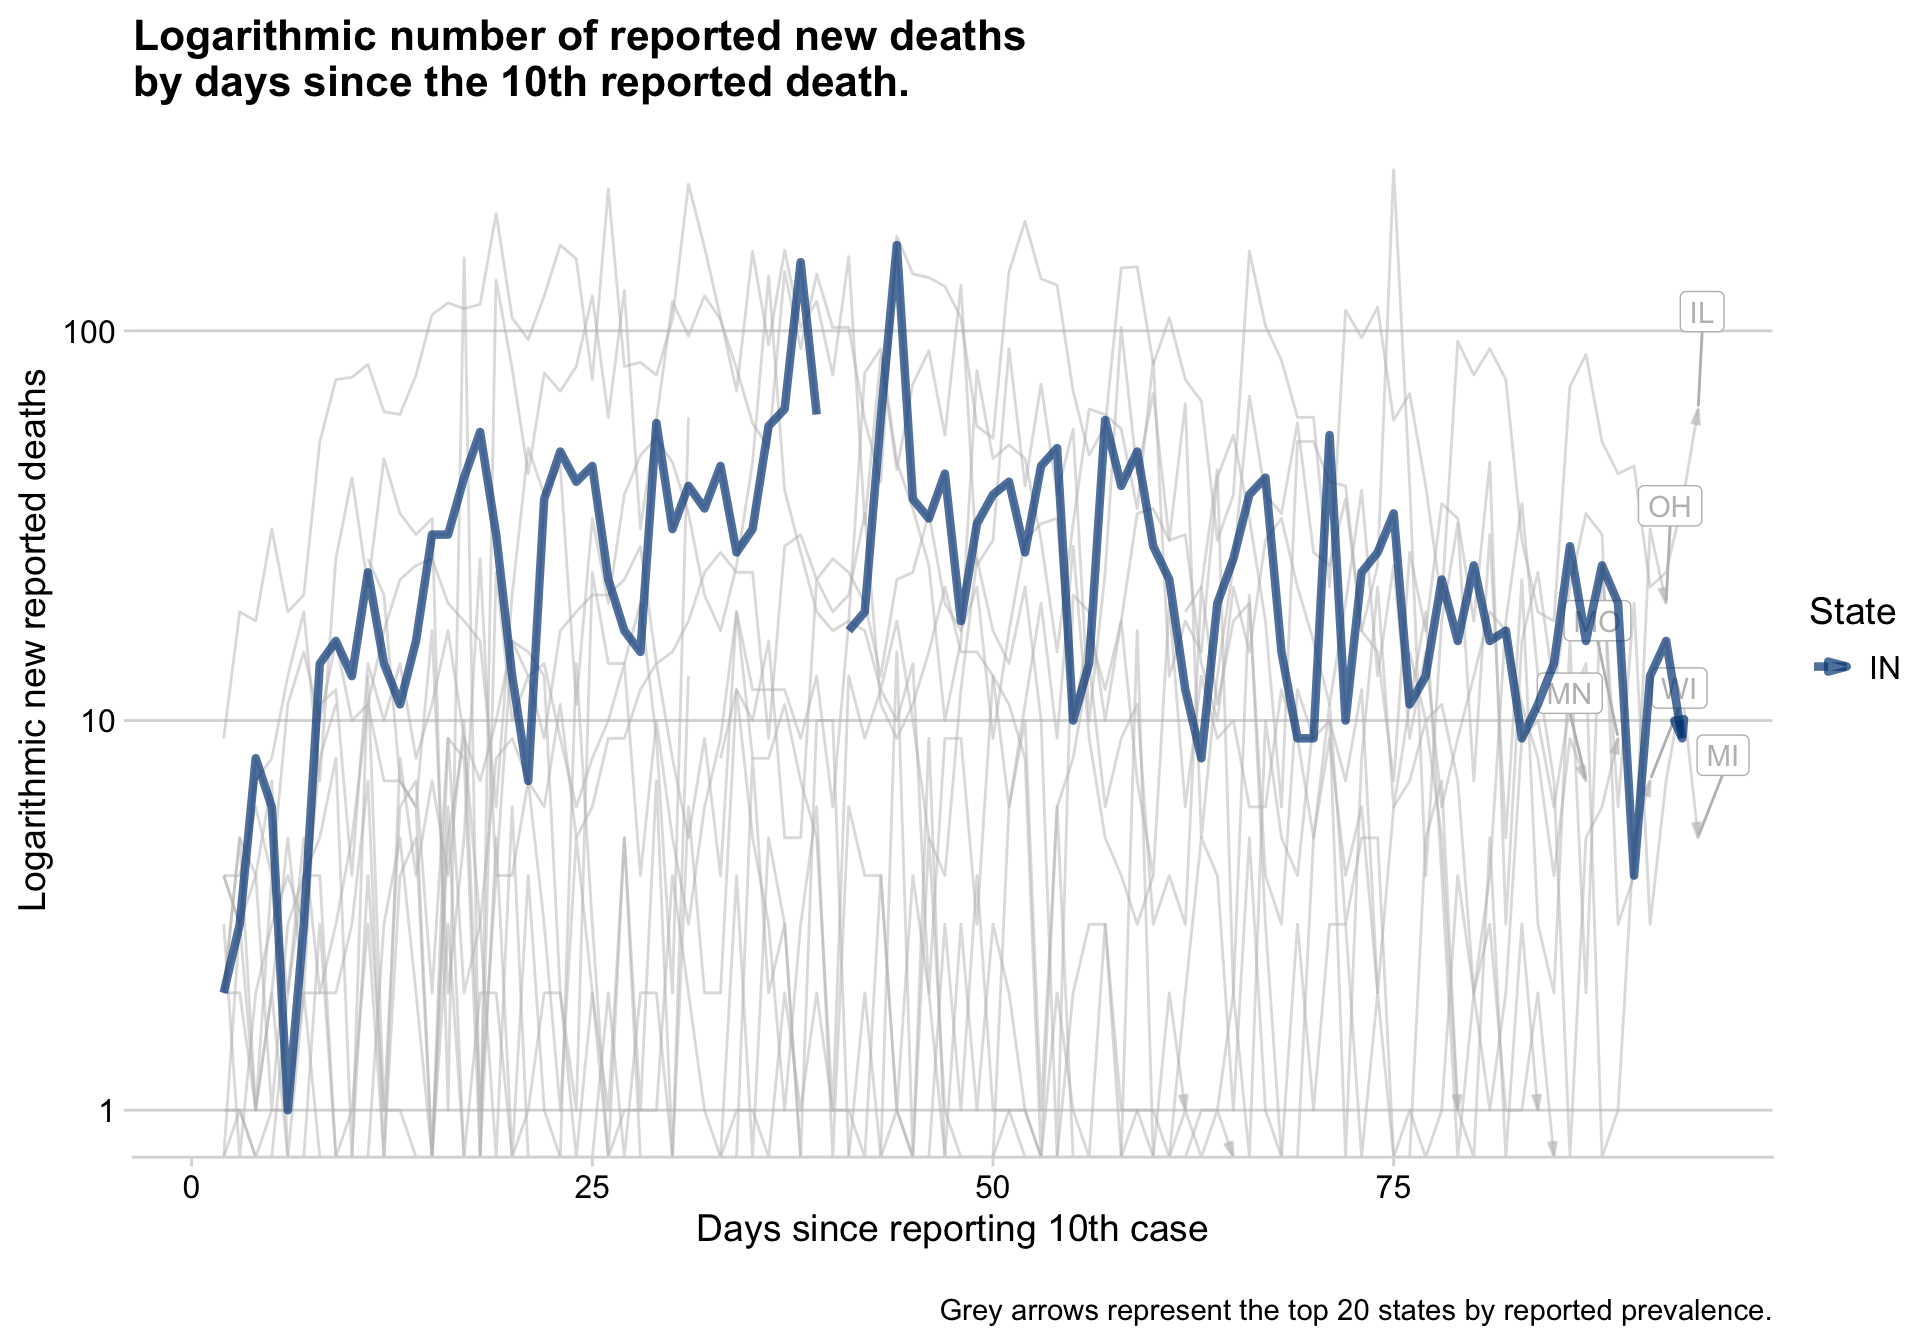 Logarithmic number of reported new deaths
by days since the 10th reported death.
Logarithmic new reported deaths
100
10
1
IL
OH
MO
MN
WI
MI
State
IN
0
25
50
75
Days since reporting 10th case
Grey arrows represent the top 20 states by reported prevalence.